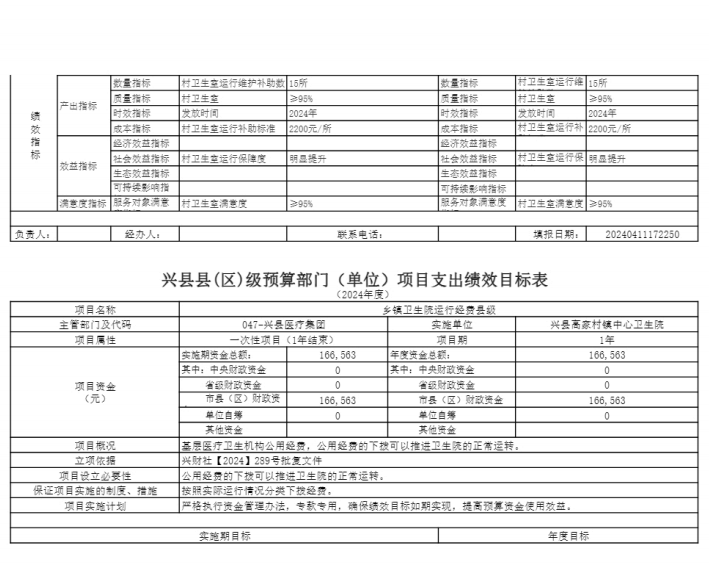 数量指标 村卫生室运行维护补助数 15所 数量指标 村卫生室运行维 15所
质量指标 村卫生室 ≥95% 质量指标 村卫生室 ≥95%
产出指标
时效指标 发放时间 2024年 时效指标 发放时间 2024年
成本指标 村卫生室运行补助标准 2200元/所 成本指标 村卫生室运行补 2200元/所
绩效指标
经济效益指标 经济效益指标
效益指标
社会效益指标 村卫生室运行保障度 明显提升 社会效益指标 村卫生室运行保 明显提升
生态效益指标 生态效益指标
可持续影响指 可持续影响指标
满意度指标 服务对象满意 村卫生室满意度 ≥95% 服务对象满意度 村卫生室满意度 ≥95%
负责人: 经办人: 联系电话: 填报日期: 20240411172250
兴县县(区)级预算部门（单位）项目支出绩效目标表
（2024年度）
项目名称 乡镇卫生院运行经费县级
主管部门及代码 047-兴县医疗集团 实施单位 兴县高家村镇中心卫生院
项目属性 一次性项目（1年结束） 项目期 1年
项目资金（元）
实施期资金总额: 166,563 年度资金总额: 166,563
其中: 中央财政资金 0 其中: 中央财政资金 0
省级财政资金 0 省级财政资金 0
市县（区）财政资 166,563 市县（区）财政资金 166,563
单位自筹 0 单位自筹 0
其他资金 其他资金
项目概况 基层医疗卫生机构公用经费，公用经费的下拨可以推进卫生院的正常运转。
立项依据 兴财社【2024】289号批复文件
项目设立必要性 公用经费的下拨可以推进卫生院的正常运转。
保证项目实施的制度、措施 按照实际运行情况分类下拨经费。
项目实施计划 严格执行资金管理办法，专款专用，确保绩效目标如期实现，提高预算资金使用效益。
实施期目标 年度目标